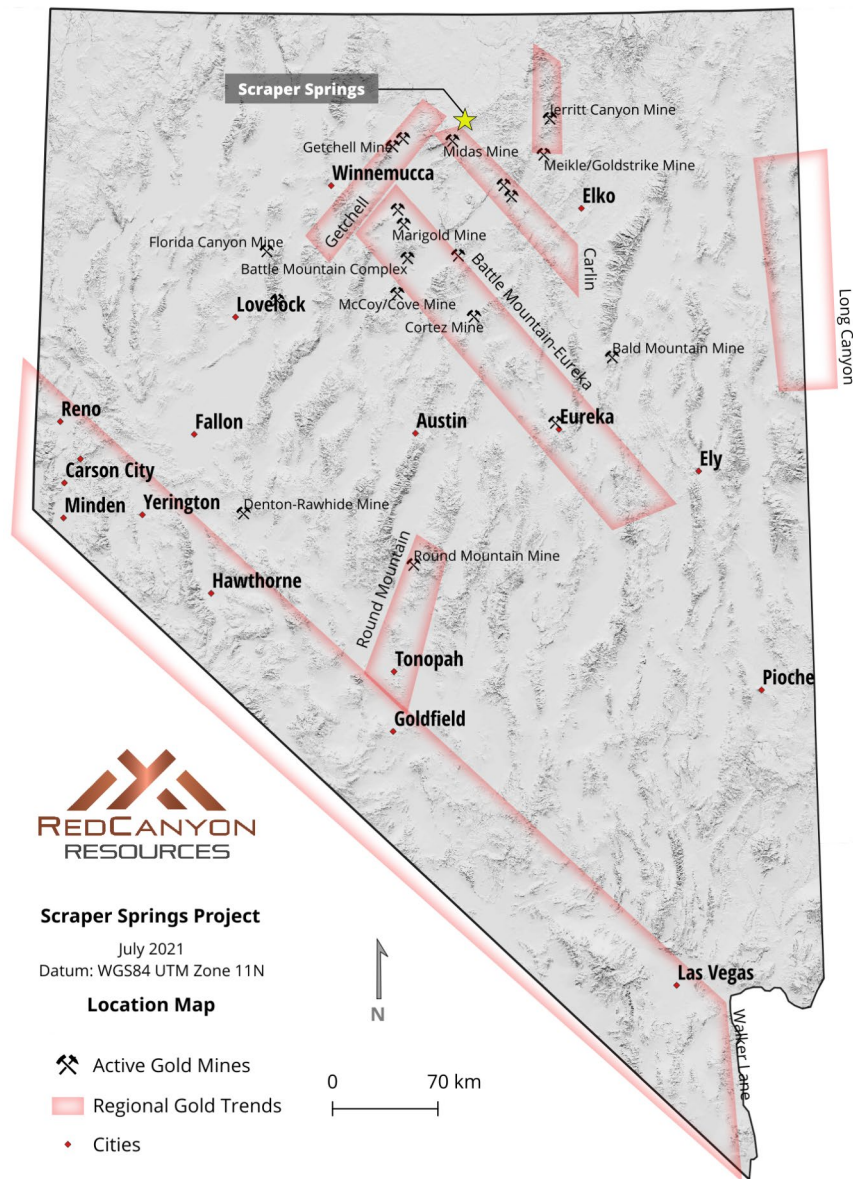 Scraper Springs
Jerritt Canyon Mine
Getchell Mine
Midas Mine
Meikle/Goldstrike Mine
Winnemucca
Elko
Getchell
Marigold Mine
Florida Canyon Mine
Battle Mountain Complex
Carlin
Battle Mountain-Eureka
Long Canyon
Lovelock
McCoy/Cove Mine
Cortez Mine
Bald Mountain Mine
Reno
Fallon
Austin
Eureka
Ely
Carson City
Minden
Yerington
Denton-Rawhide Mine
Round Mountain
Round Mountain Mine
Hawthorne
Tonopah
Pioche
Goldfield
REDCANYON
RESOURCES
Scraper Springs Project
July 2021
Datum: WGS84 UTM Zone 11N
Location Map
N
Las Vegas
Walker Lane
Active Gold Mines
Regional Gold Trends
Cities
0 70 km